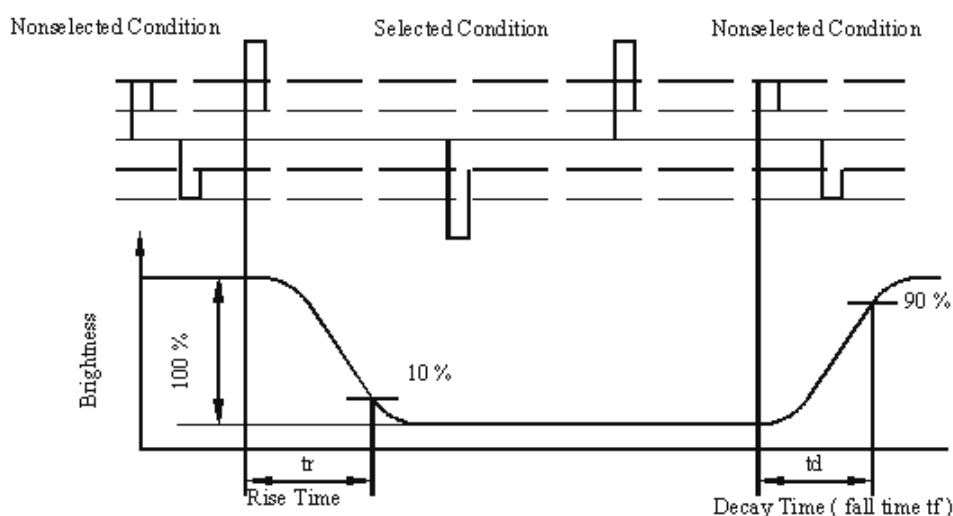 Nonselected Condition
Selected Condition
Nonselected Condition
Brightness
100 %
10 %
90 %
tr
Rise Time
td
Decay Time ( fall time tf )